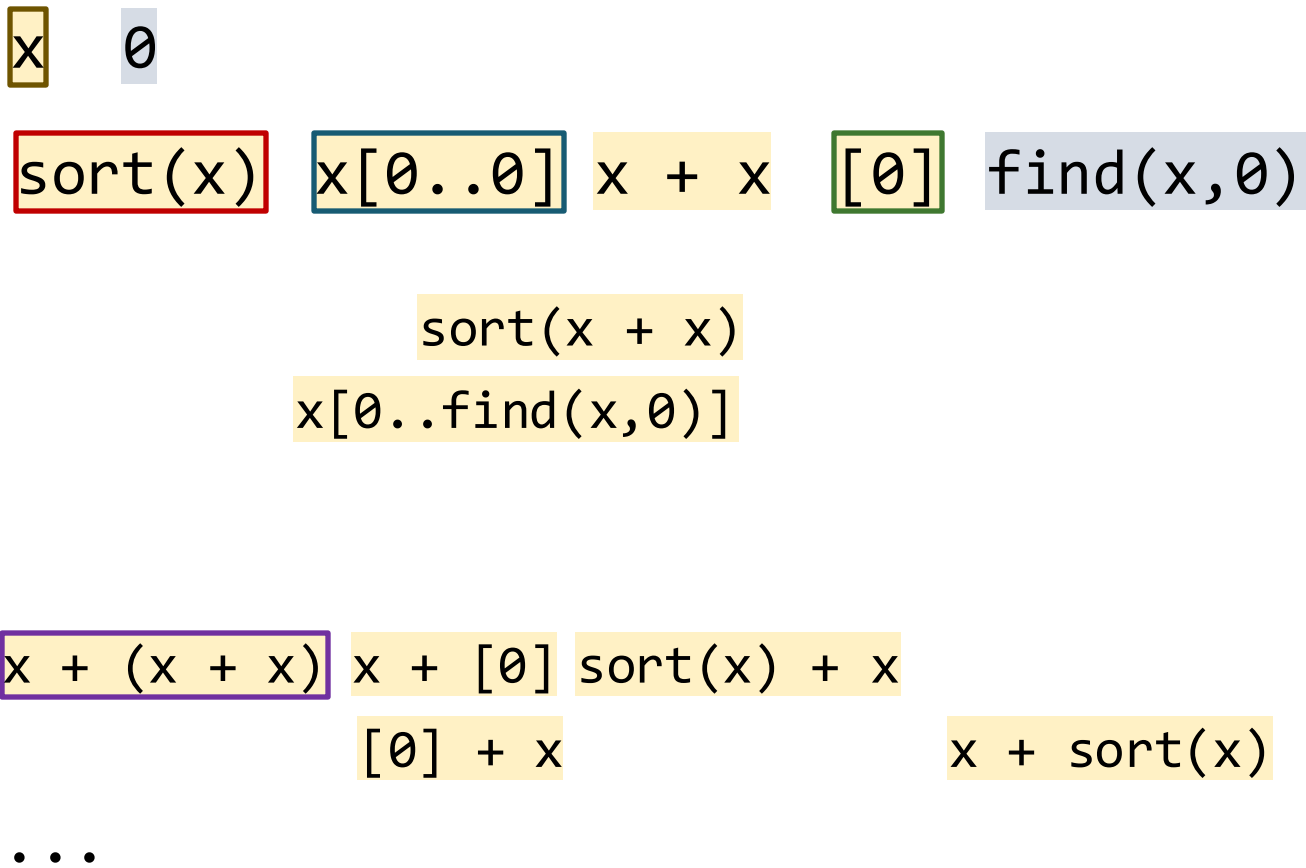 x 0
sort(x) x[0..0] x + x [0] find(x,0)
sort(x + x)
x[0..find(x,0)]
x + (x + x) x + [0] sort(x) + x
[0] + x x + sort(x)
...